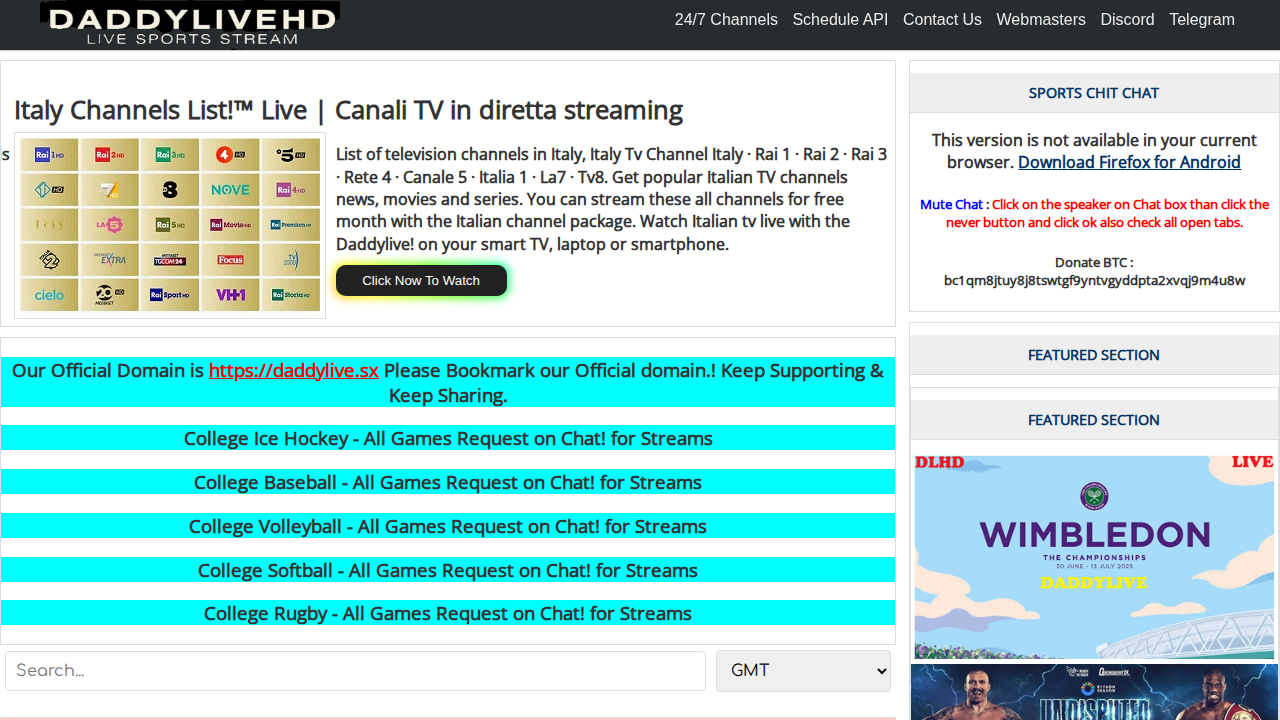 DADDYLIVEHD
LIVE SPORTS STREAM
24/7 Channels Schedule API Contact Us Webmasters Discord Telegram
Italy Channels List!™ Live | Canali TV in diretta streaming
s
Rai 1 HD Rai 2 HD Rai 3 HD 4 HD 5 HD
HD 7 HD 8 NOVE Rai 4 HD
IRIS LA 5 Rai 5 HD Rai Movie HD Rai Premium HD
MEDIASET EXTRA MEDIASET TGCOM24 Focus TV 2000
cielo 20 MEDIASET HD Rai Sport HD VH1 Rai Storia HD
List of television channels in Italy, Italy Tv Channel Italy · Rai 1 · Rai 2 · Rai 3
· Rete 4 · Canale 5 · Italia 1 · La7 · Tv8. Get popular Italian TV channels
news, movies and series. You can stream these all channels for free
month with the Italian channel package. Watch Italian tv live with the
Daddylive! on your smart TV, laptop or smartphone.
Click Now To Watch
Our Official Domain is https://daddylive.sx Please Bookmark our Official domain.! Keep Supporting &
Keep Sharing.
College Ice Hockey - All Games Request on Chat! for Streams
College Baseball - All Games Request on Chat! for Streams
College Volleyball - All Games Request on Chat! for Streams
College Softball - All Games Request on Chat! for Streams
College Rugby - All Games Request on Chat! for Streams
Search...
GMT
SPORTS CHIT CHAT
This version is not available in your current
browser. Download Firefox for Android
Mute Chat : Click on the speaker on Chat box than click the
never button and click ok also check all open tabs.
Donate BTC :
bc1qm8jtuy8j8tswtgf9yntvgyddpta2xvqj9m4u8w
FEATURED SECTION
FEATURED SECTION
DLHD LIVE
WIMBLEDON
THE CHAMPIONSHIPS
30 JUNE - 13 JULY 2025
DADDYLIVE
RIYADH
SEASON
UNDISPUTED